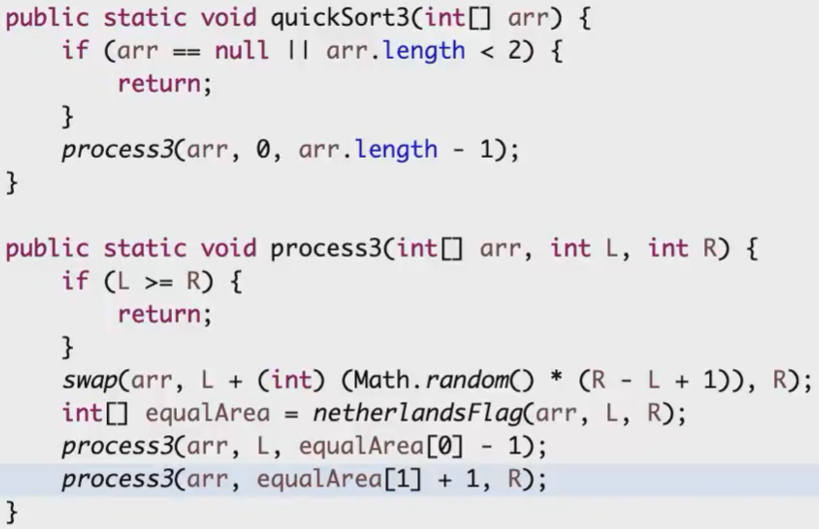 public static void quickSort3(int[] arr) {
    if (arr == null || arr.length < 2) {
        return;
    }
    process3(arr, 0, arr.length - 1);
}

public static void process3(int[] arr, int L, int R) {
    if (L >= R) {
        return;
    }
    swap(arr, L + (int) (Math.random() * (R - L + 1)), R);
    int[] equalArea = netherlandsFlag(arr, L, R);
    process3(arr, L, equalArea[0] - 1);
    process3(arr, equalArea[1] + 1, R);
}